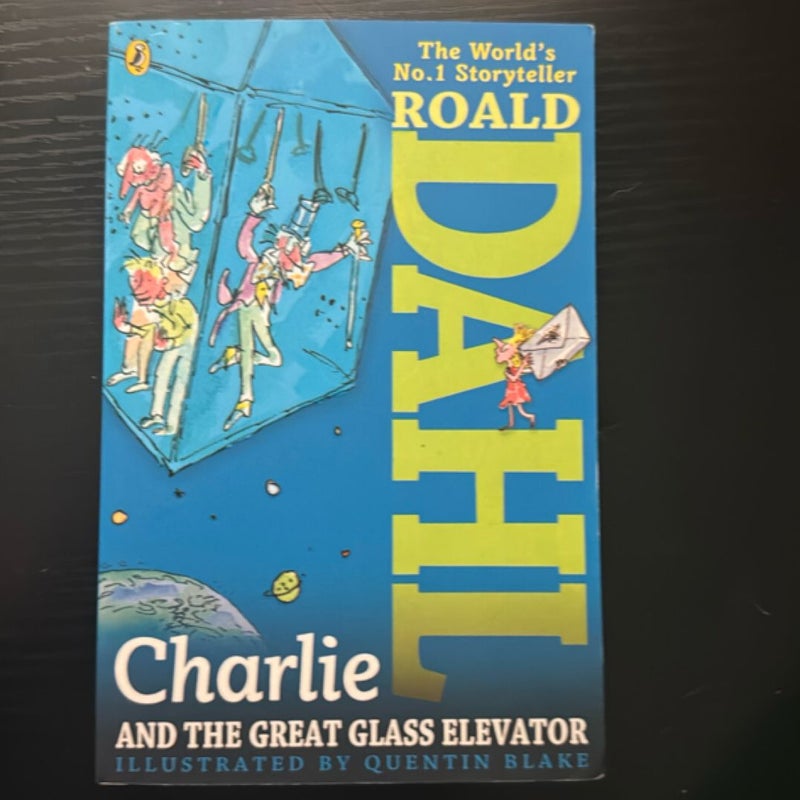 The World's
No.1 Storyteller
ROALD
DAHL
Charlie
AND THE GREAT GLASS ELEVATOR
ILLUSTRATED BY QUENTIN BLAKE